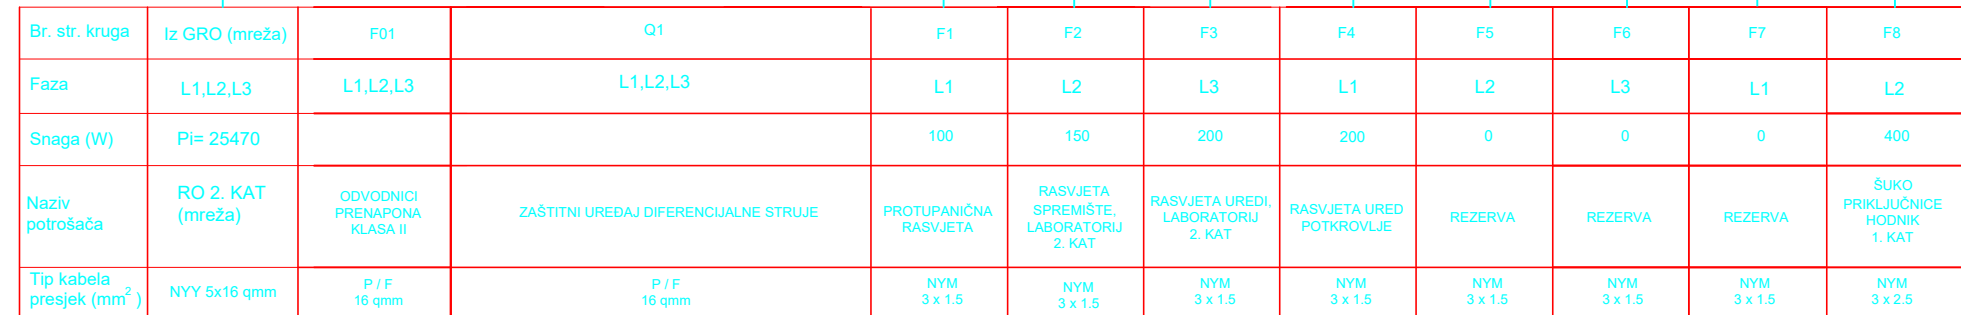 Br. str. kruga Iz GRO (mreža) F01 Q1 F1 F2 F3 F4 F5 F6 F7 F8
Faza L1,L2,L3 L1,L2,L3 L1,L2,L3 L1 L2 L3 L1 L2 L3 L1 L2
Snaga (W) Pi= 25470 100 150 200 200 0 0 0 400
Naziv
potrošača
RO 2. KAT
(mreža)
ODVODNICI
PRENAPONA
KLASA II
ZAŠTITNI UREĐAJ DIFERENCIJALNE STRUJE
PROTUPANIČNA
RASVJETA
RASVJETA
SPREMIŠTE,
LABORATORIJ
2. KAT
RASVJETA UREDI,
LABORATORIJ
2. KAT
RASVJETA URED
POTKROVLJE
REZERVA
REZERVA
REZERVA
ŠUKO
PRIKLJUČNICE
HODNIK
1. KAT
Tip kabela
presjek (mm²)
NYY 5x16 qmm
P / F
16 qmm
P / F
16 qmm
NYM
3 x 1.5
NYM
3 x 1.5
NYM
3 x 1.5
NYM
3 x 1.5
NYM
3 x 1.5
NYM
3 x 1.5
NYM
3 x 1.5
NYM
3 x 2.5